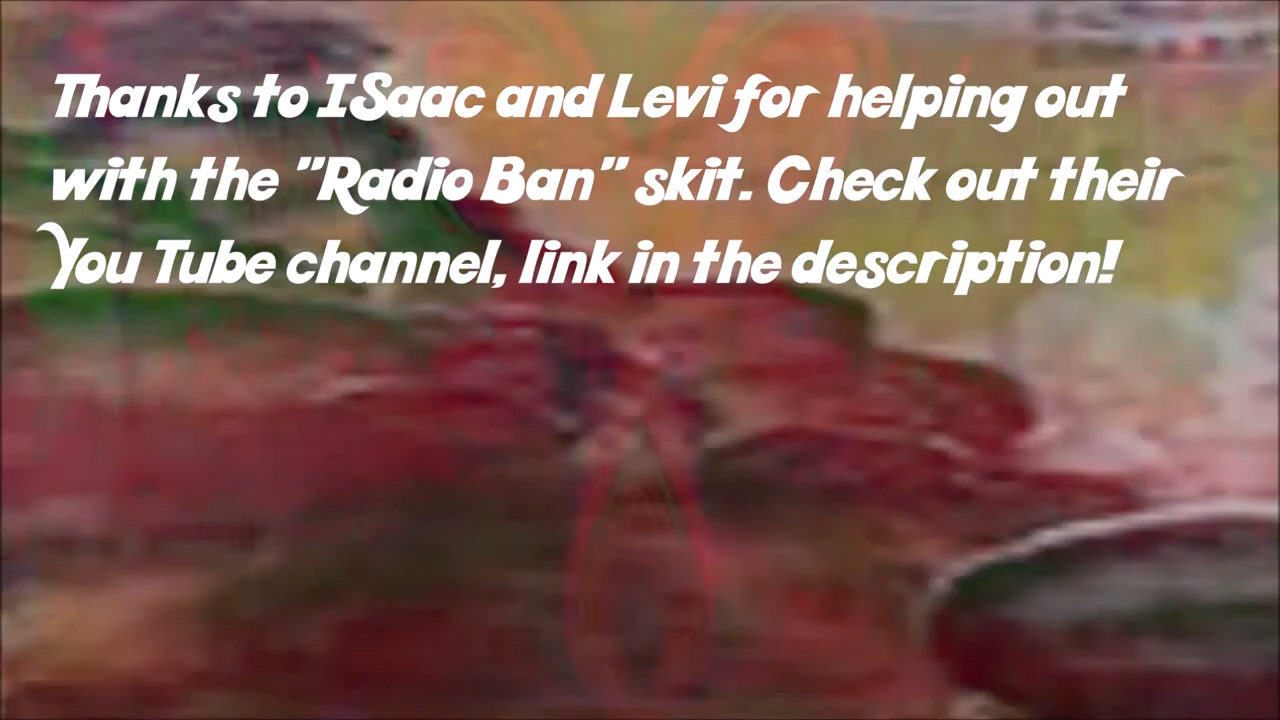 Thanks to ISaac and Levi for helping out
with the "Radio Ban" skit. Check out their
You Tube channel, link in the description!